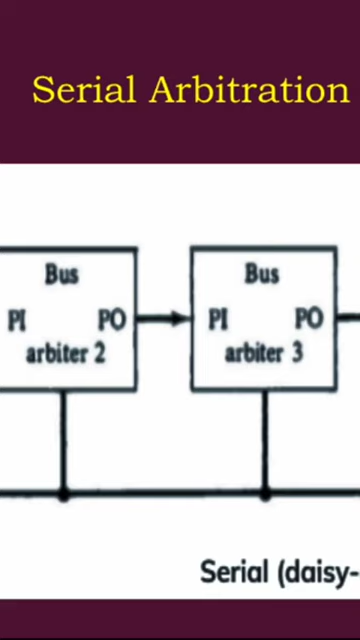 Serial Arbitration
Bus
PI PO
arbiter 2
Bus
PI PO
arbiter 3
Serial (daisy-